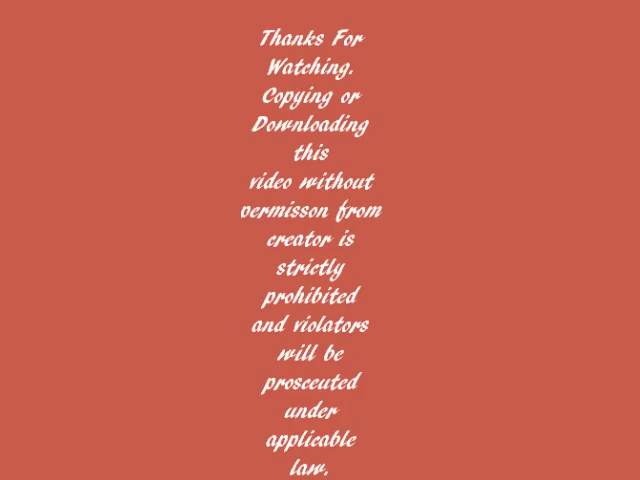 Thanks For
Watching.
Copying or
Downloading
this
video without
permisson from
creator is
strictly
prohibited
and violators
will be
prosceuted
under
applicable
law.